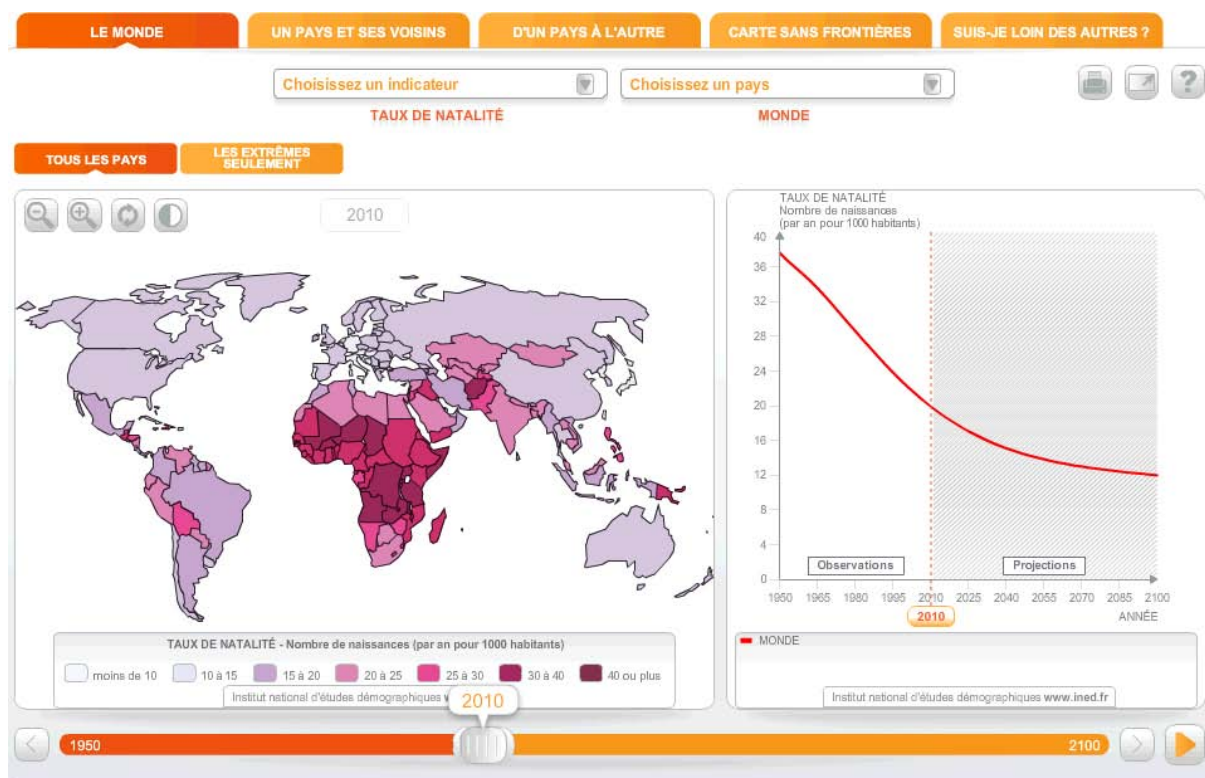 LE MONDE
UN PAYS ET SES VOISINS
D'UN PAYS À L'AUTRE
CARTE SANS FRONTIÈRES
SUIS-JE LOIN DES AUTRES ?
Choisissez un indicateur
Choisissez un pays
?
TAUX DE NATALITÉ
MONDE
TOUS LES PAYS
LES EXTRÊMES
SEULEMENT
2010
TAUX DE NATALITÉ - Nombre de naissances (par an pour 1000 habitants)
moins de 10
10 à 15
15 à 20
20 à 25
25 à 30
30 à 40
40 ou plus
Institut national d'études démographiques
TAUX DE NATALITÉ
Nombre de naissances
(par an pour 1000 habitants)
40
36
32
28
24
20
16
12
8
4
0
Observations
Projections
1950 1965 1980 1995 2010 2025 2040 2055 2070 2085 2100
2010
ANNÉE
MONDE
Institut national d'études démographiques www.ined.fr
2010
1950
2100